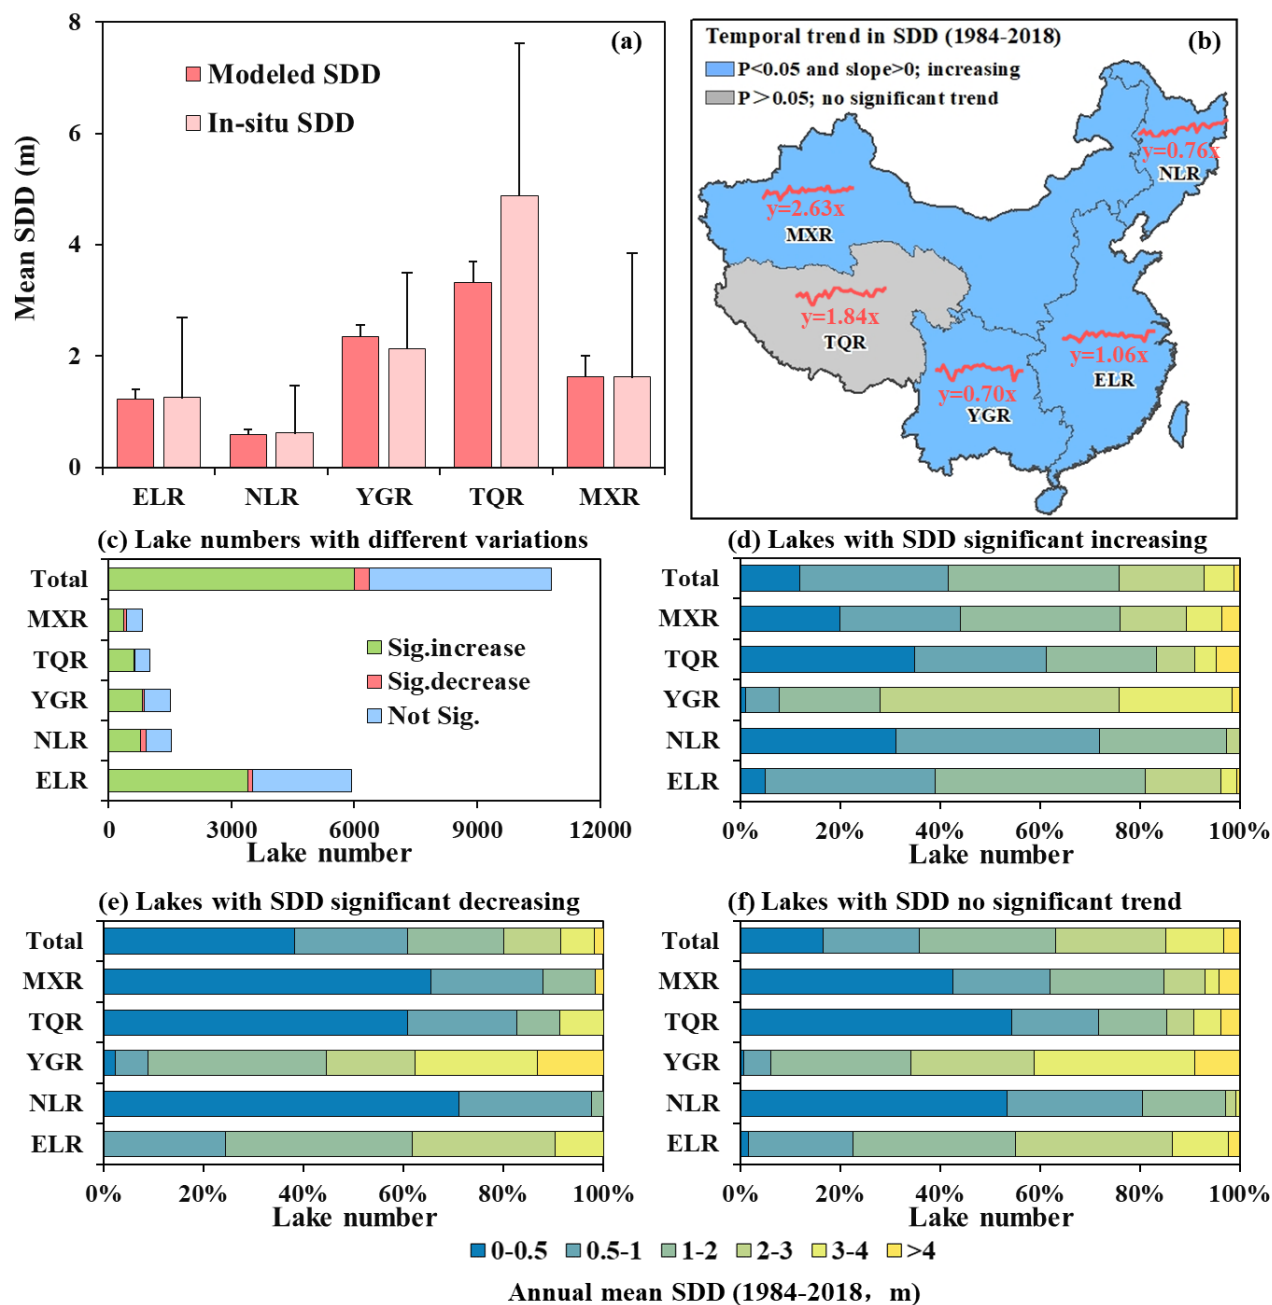 8
6
4
2
0
Mean SDD (m)
(a)
Modeled SDD
In-situ SDD
ELR NLR YGR TQR MXR
Temporal trend in SDD (1984-2018) (b)
P<0.05 and slope>0; increasing
P>0.05; no significant trend
y=0.76x
NLR
y=2.63x
MXR
y=1.84x
TQR
y=1.06x
ELR
y=0.70x
YGR
(c) Lake numbers with different variations
Total
MXR
TQR
YGR
NLR
ELR
Sig.increase
Sig.decrease
Not Sig.
0 3000 6000 9000 12000
Lake number
(d) Lakes with SDD significant increasing
Total
MXR
TQR
YGR
NLR
ELR
0% 20% 40% 60% 80% 100%
Lake number
(e) Lakes with SDD significant decreasing
Total
MXR
TQR
YGR
NLR
ELR
0% 20% 40% 60% 80% 100%
Lake number
(f) Lakes with SDD no significant trend
Total
MXR
TQR
YGR
NLR
ELR
0% 20% 40% 60% 80% 100%
Lake number
0-0.5 0.5-1 1-2 2-3 3-4 >4
Annual mean SDD (1984-2018, m)